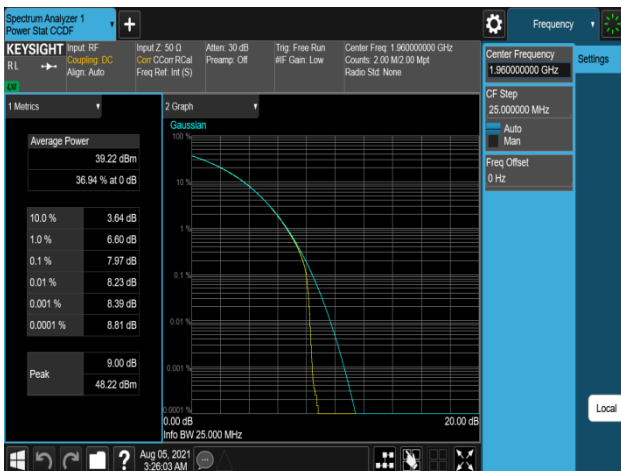 Spectrum Analyzer 1
Power Stat CCDF
+
Frequency
KEYSIGHT
RL
LXI
Input: RF
Coupling: DC
Align: Auto
Input Z: 50 Ω
Corr CCorr RCal
Freq Ref: Int (S)
Atten: 30 dB
Preamp: Off
Trig: Free Run
#IF Gain: Low
Center Freq: 1.960000000 GHz
Counts: 2.00 M/2.00 Mpt
Radio Std: None
Center Frequency
1.960000000 GHz
Settings
CF Step
25.000000 MHz
Auto
Man
Freq Offset
0 Hz
1 Metrics
Average Power
39.22 dBm
36.94 % at 0 dB
10.0 % 3.64 dB
1.0 % 6.60 dB
0.1 % 7.97 dB
0.01 % 8.23 dB
0.001 % 8.39 dB
0.0001 % 8.81 dB
Peak
9.00 dB
48.22 dBm
2 Graph
Gaussian
100 %
10 %
1 %
0.1 %
0.01 %
0.001 %
0.0001 %
0.00 dB
20.00 dB
Info BW 25.000 MHz
Local
?
Aug 05, 2021
3:26:03 AM